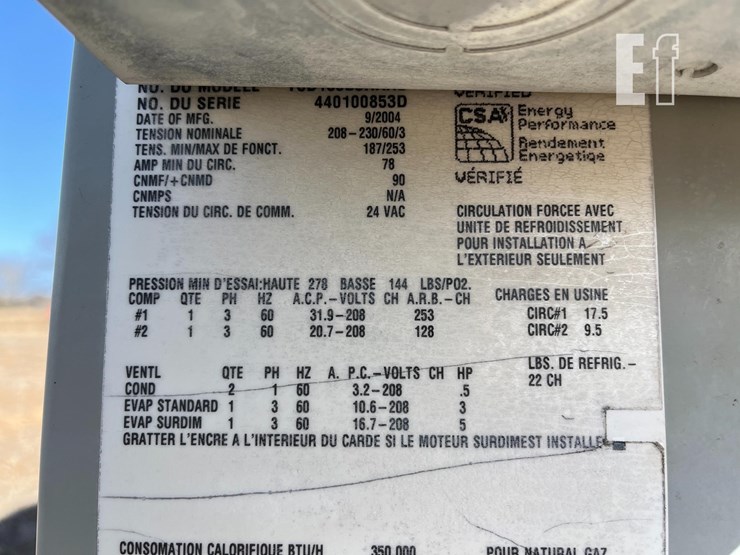 Ef
NO. DU MODELE
NO. DU SERIE 440100853D
DATE OF MFG. 9/2004
TENSION NOMINALE 208-230/60/3
TENS. MIN/MAX DE FONCT. 187/253
AMP MIN DU CIRC. 78
CNMF/+CNMD 90
CNMPS N/A
TENSION DU CIRC. DE COMM. 24 VAC
VERIFIED
CSA Energy
Performance
Rendement
Energetiqe
VÉRIFIÉ
CIRCULATION FORCEE AVEC
UNITE DE REFROIDISSEMENT
POUR INSTALLATION A
L'EXTERIEUR SEULEMENT
PRESSION MIN D'ESSAI:HAUTE 278 BASSE 144 LBS/PO2.
COMP QTE PH HZ A.C.P.-VOLTS CH A.R.B.-CH
#1 1 3 60 31.9-208 253
#2 1 3 60 20.7-208 128
CHARGES EN USINE
CIRC#1 17.5
CIRC#2 9.5
LBS. DE REFRIG.-
22 CH
VENTL QTE PH HZ A. P.C.-VOLTS CH HP
COND 2 1 60 3.2-208 .5
EVAP STANDARD 1 3 60 10.6-208 3
EVAP SURDIM 1 3 60 16.7-208 5
GRATTER L'ENCRE A L'INTERIEUR DU CARDE SI LE MOTEUR SURDIMEST INSTALLE
CONSOMATION CALORIFIQUE BTU/H 350,000 POUR NATURAL GAZ